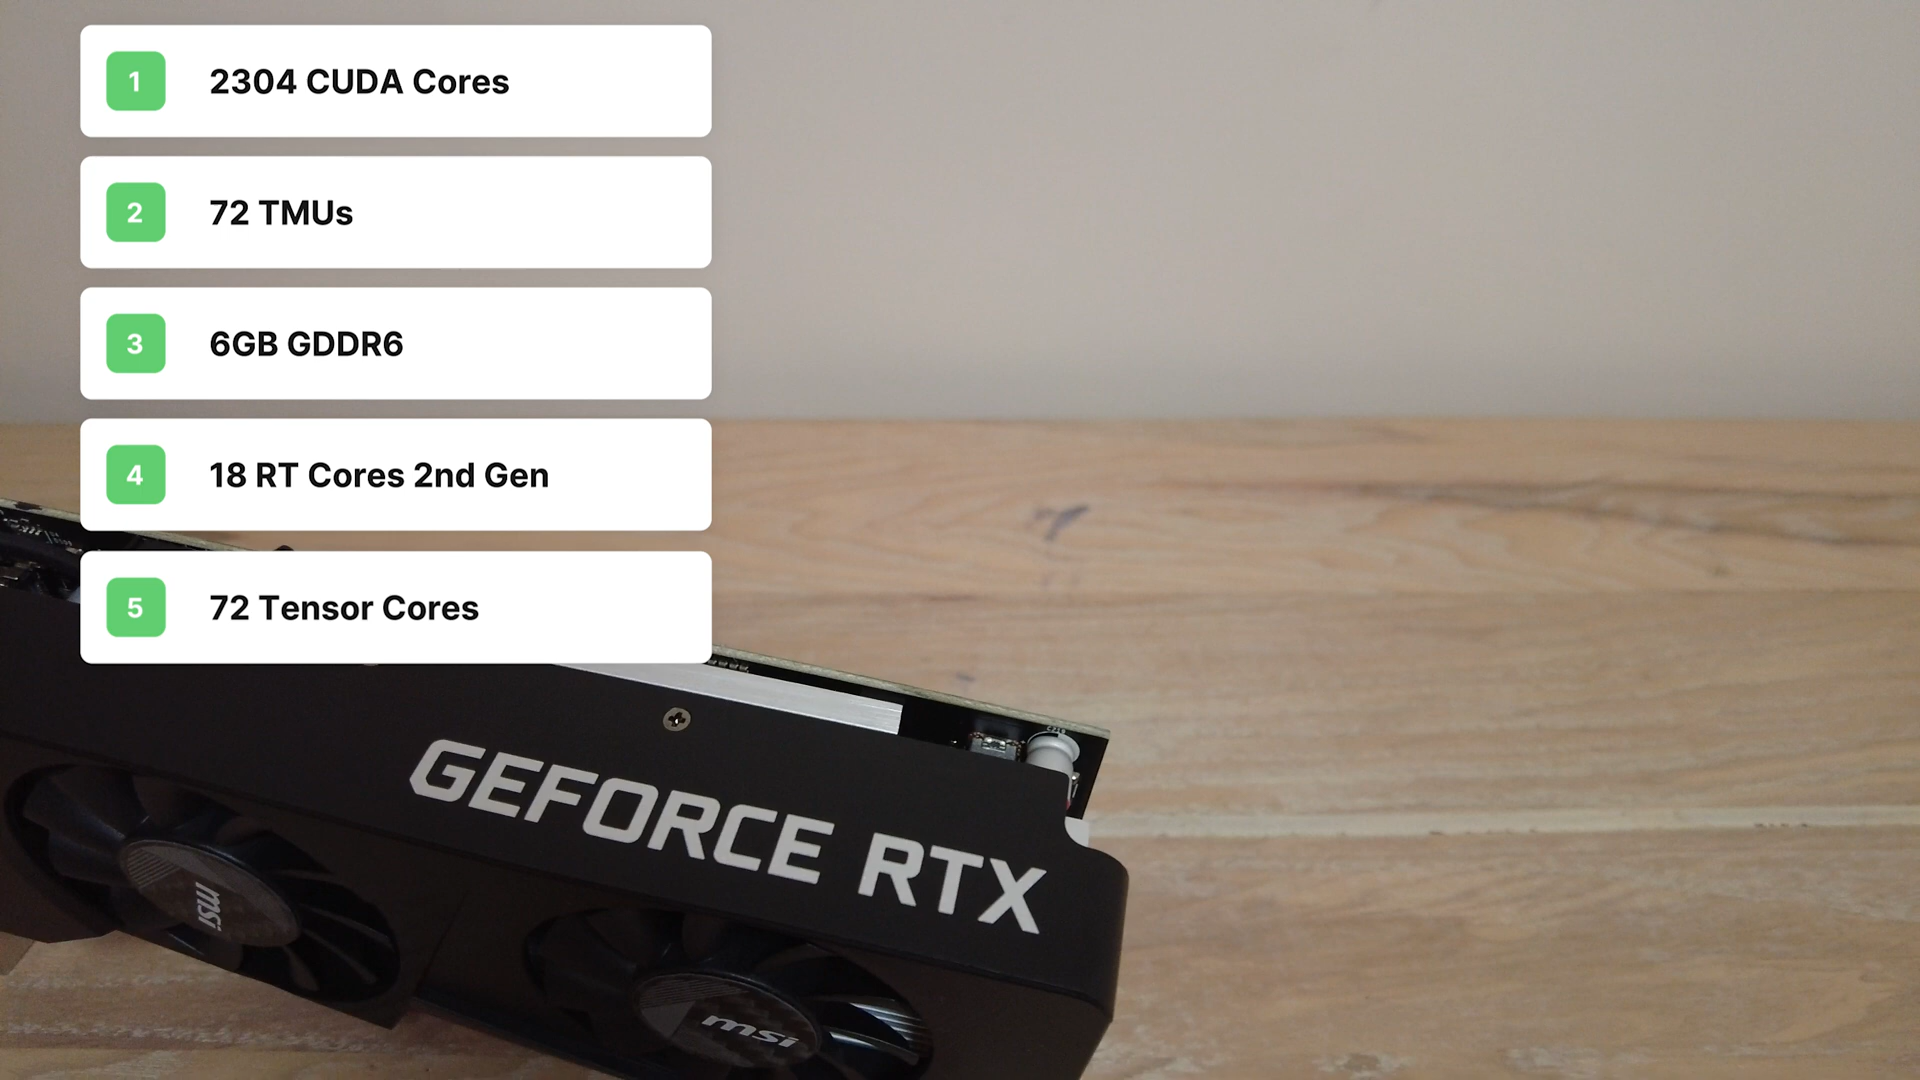 1 2304 CUDA Cores
2 72 TMUs
3 6GB GDDR6
4 18 RT Cores 2nd Gen
5 72 Tensor Cores
GEFORCE RTX
msi
msi